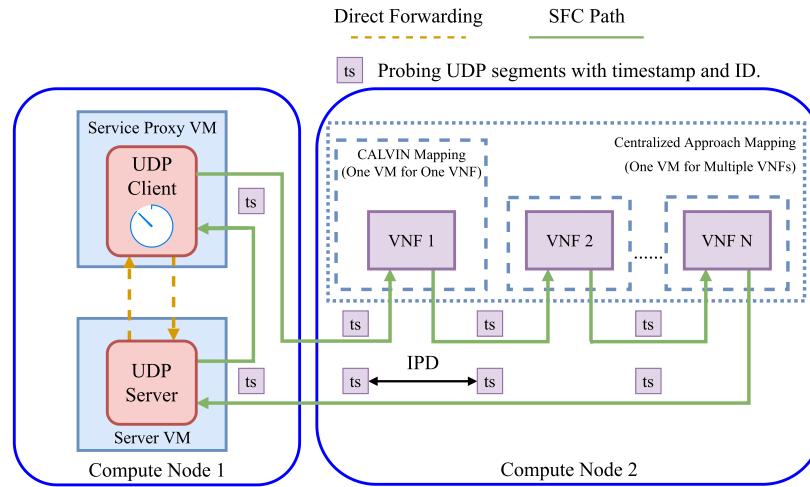 Direct Forwarding
SFC Path
ts
Probing UDP segments with timestamp and ID.
Service Proxy VM
UDP
Client
ts
CALVIN Mapping
(One VM for One VNF)
Centralized Approach Mapping
(One VM for Multiple VNFs)
VNF 1
VNF 2
......
VNF N
ts
ts
ts
UDP
Server
ts
ts
IPD
ts
ts
Server VM
Compute Node 1
Compute Node 2